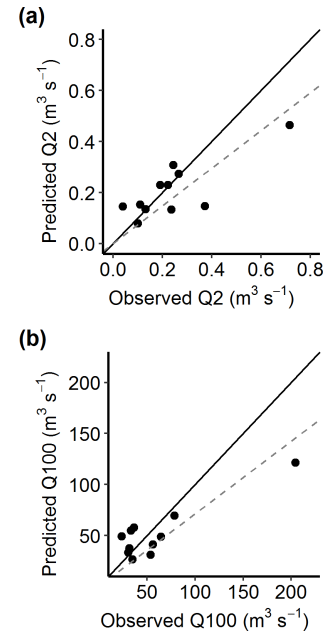 (a)
Predicted Q2 (m³ s⁻¹)
0.8
0.6
0.4
0.2
0.0
0.0 0.2 0.4 0.6 0.8
Observed Q2 (m³ s⁻¹)
(b)
Predicted Q100 (m³ s⁻¹)
200
150
100
50
50 100 150 200
Observed Q100 (m³ s⁻¹)